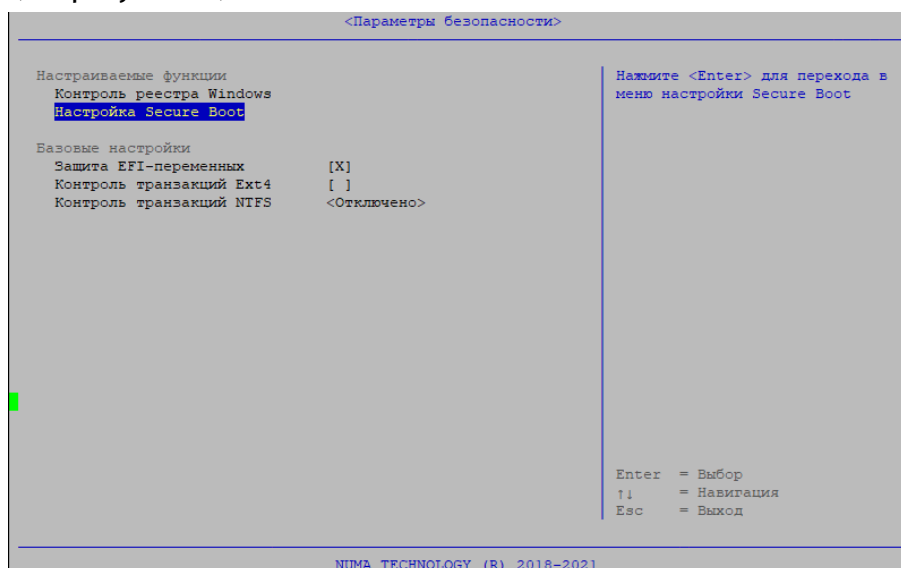 <Параметры безопасности>
Настраиваемые функции
Контроль реестра Windows
Настройка Secure Boot
Базовые настройки
Защита EFI-переменных [X]
Контроль транзакций Ext4 [ ]
Контроль транзакций NTFS <Отключено>
Нажмите <Enter> для перехода в
меню настройки Secure Boot
Enter = Выбор
↑↓ = Навигация
Esc = Выход
NUMA TECHNOLOGY (R) 2018-2021